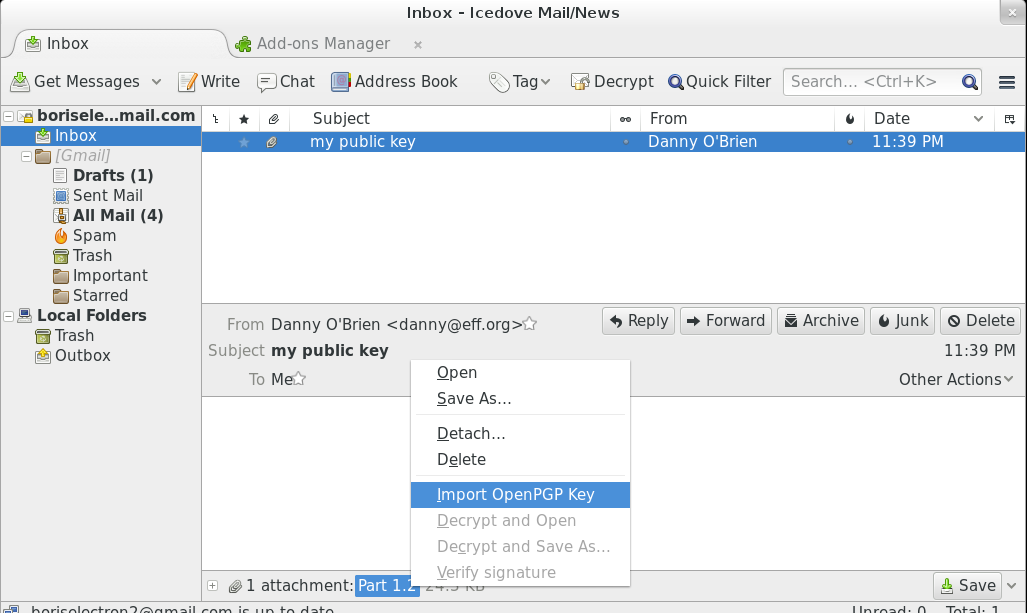 Inbox - Icedove Mail/News
Inbox
Add-ons Manager
Get Messages Write Chat Address Book Tag Decrypt Quick Filter Search... <Ctrl+K>
borisele...mail.com
Inbox
[Gmail]
Drafts (1)
Sent Mail
All Mail (4)
Spam
Trash
Important
Starred
Local Folders
Trash
Outbox
Subject From Date
my public key Danny O'Brien 11:39 PM
From Danny O'Brien <danny@eff.org>
Reply Forward Archive Junk Delete
Subject my public key 11:39 PM
To Me Other Actions
Open
Save As...
Detach...
Delete
Import OpenPGP Key
Decrypt and Open
Decrypt and Save As...
Verify signature
1 attachment: Part 1.2 24.5 KB Save
boriselectron2@gmail.com is up to date Unread: 0 Total: 1